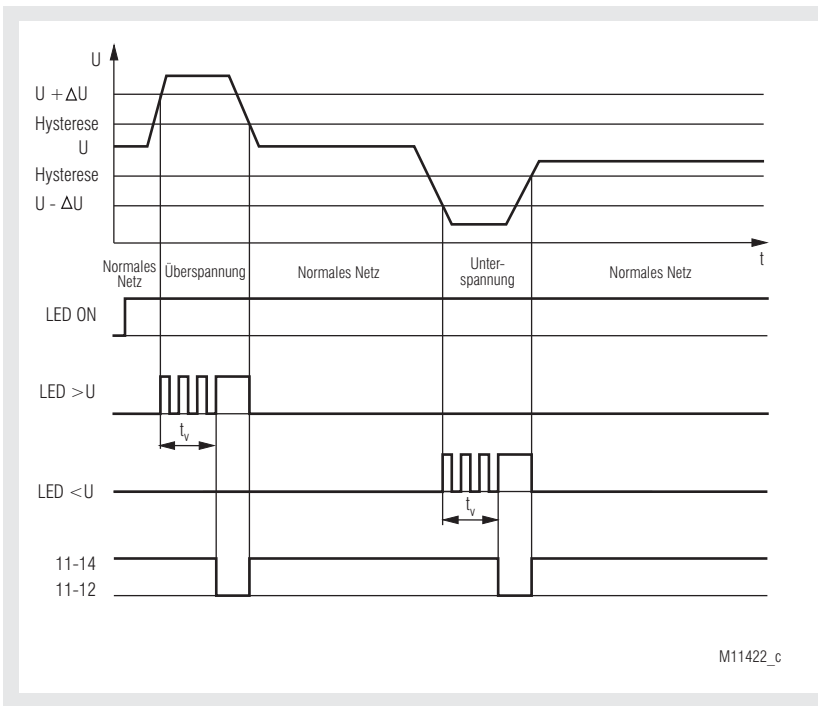 U
U + ΔU
Hysterese
U
Hysterese
U - ΔU
t
Normales
Netz
Überspannung
Normales Netz
Unter-
spannung
Normales Netz
LED ON
LED >U
tv
LED <U
tv
11-14
11-12
M11422_c